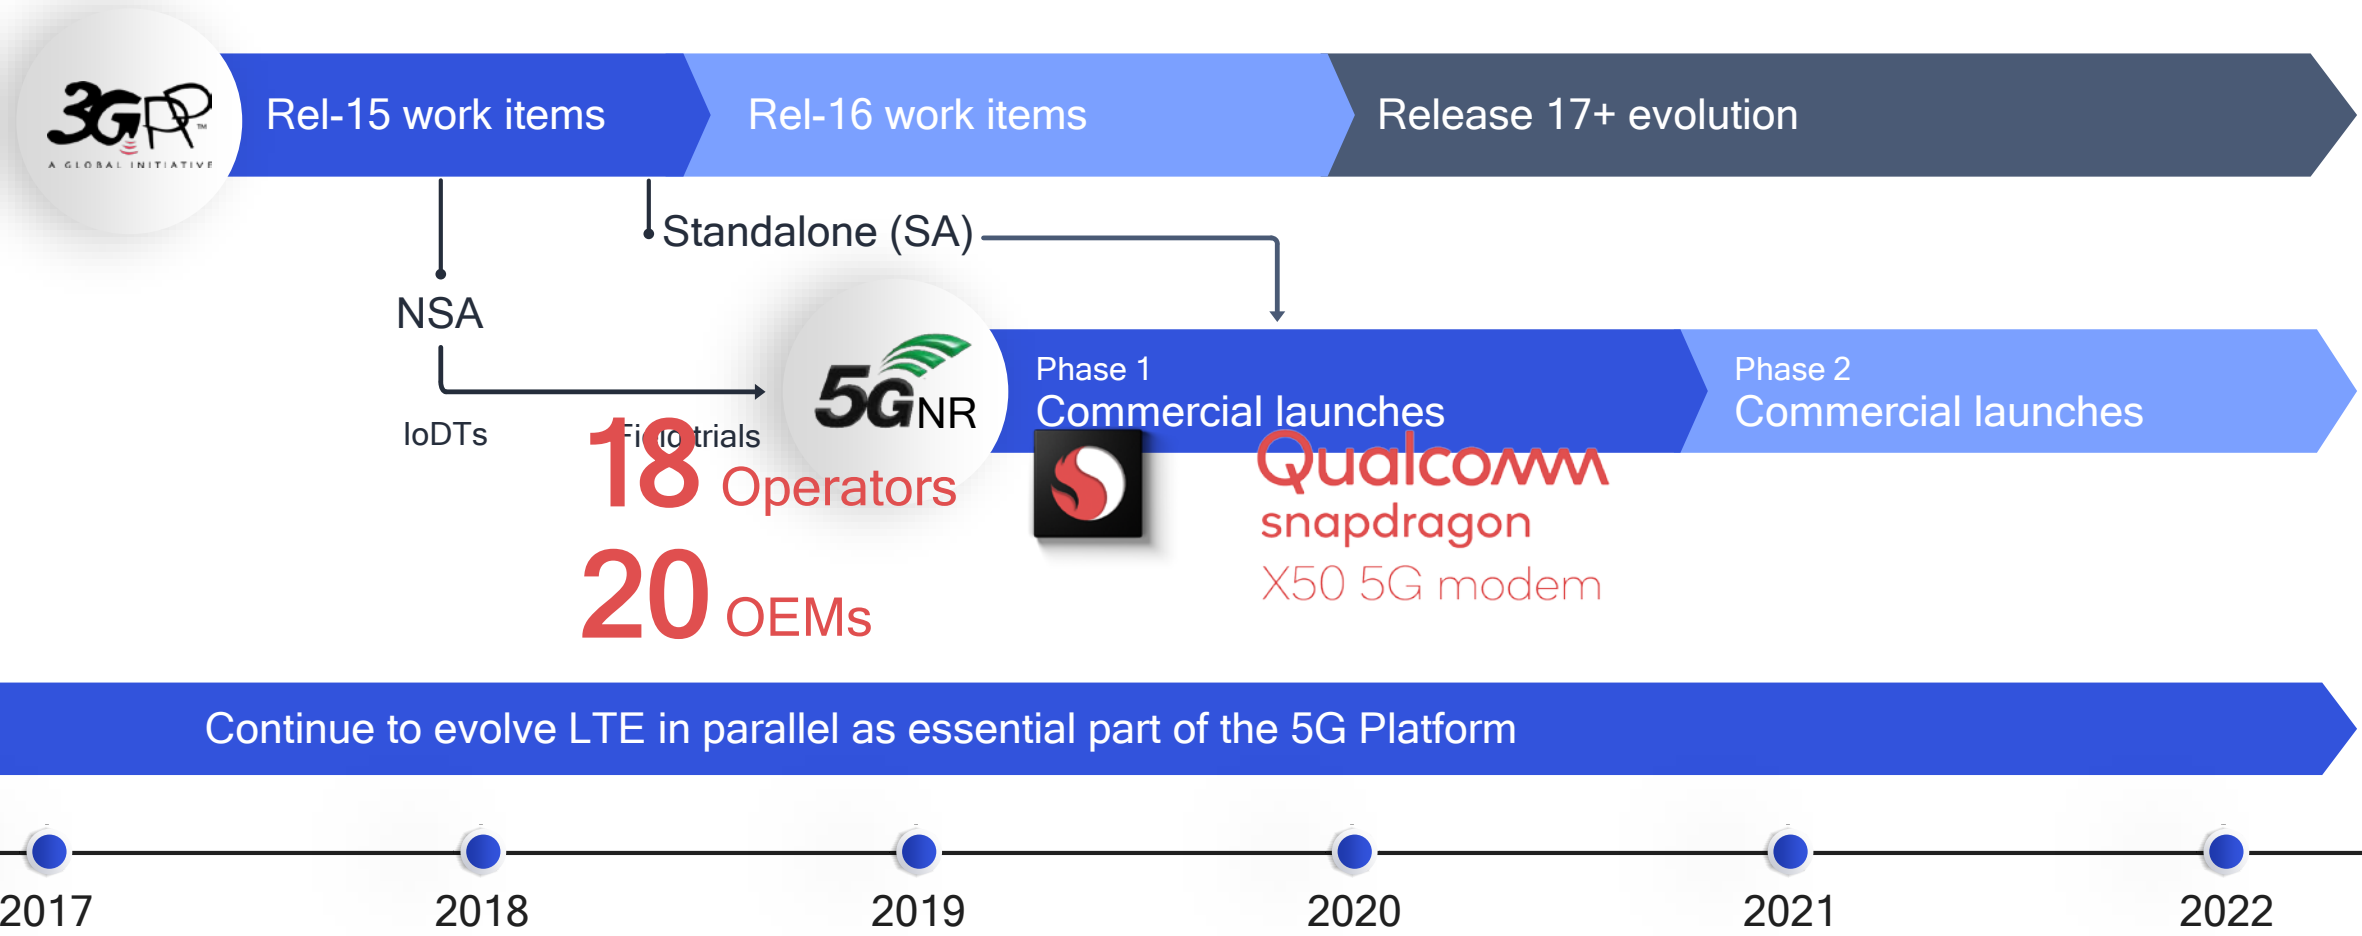 3GPP™
A GLOBAL INITIATIVE
Rel-15 work items
Rel-16 work items
Release 17+ evolution
Standalone (SA)
NSA
5G NR
Phase 1
Commercial launches
Phase 2
Commercial launches
IoDTs
Field trials
18 Operators
20 OEMs
Qualcomm
snapdragon
X50 5G modem
Continue to evolve LTE in parallel as essential part of the 5G Platform
2017
2018
2019
2020
2021
2022